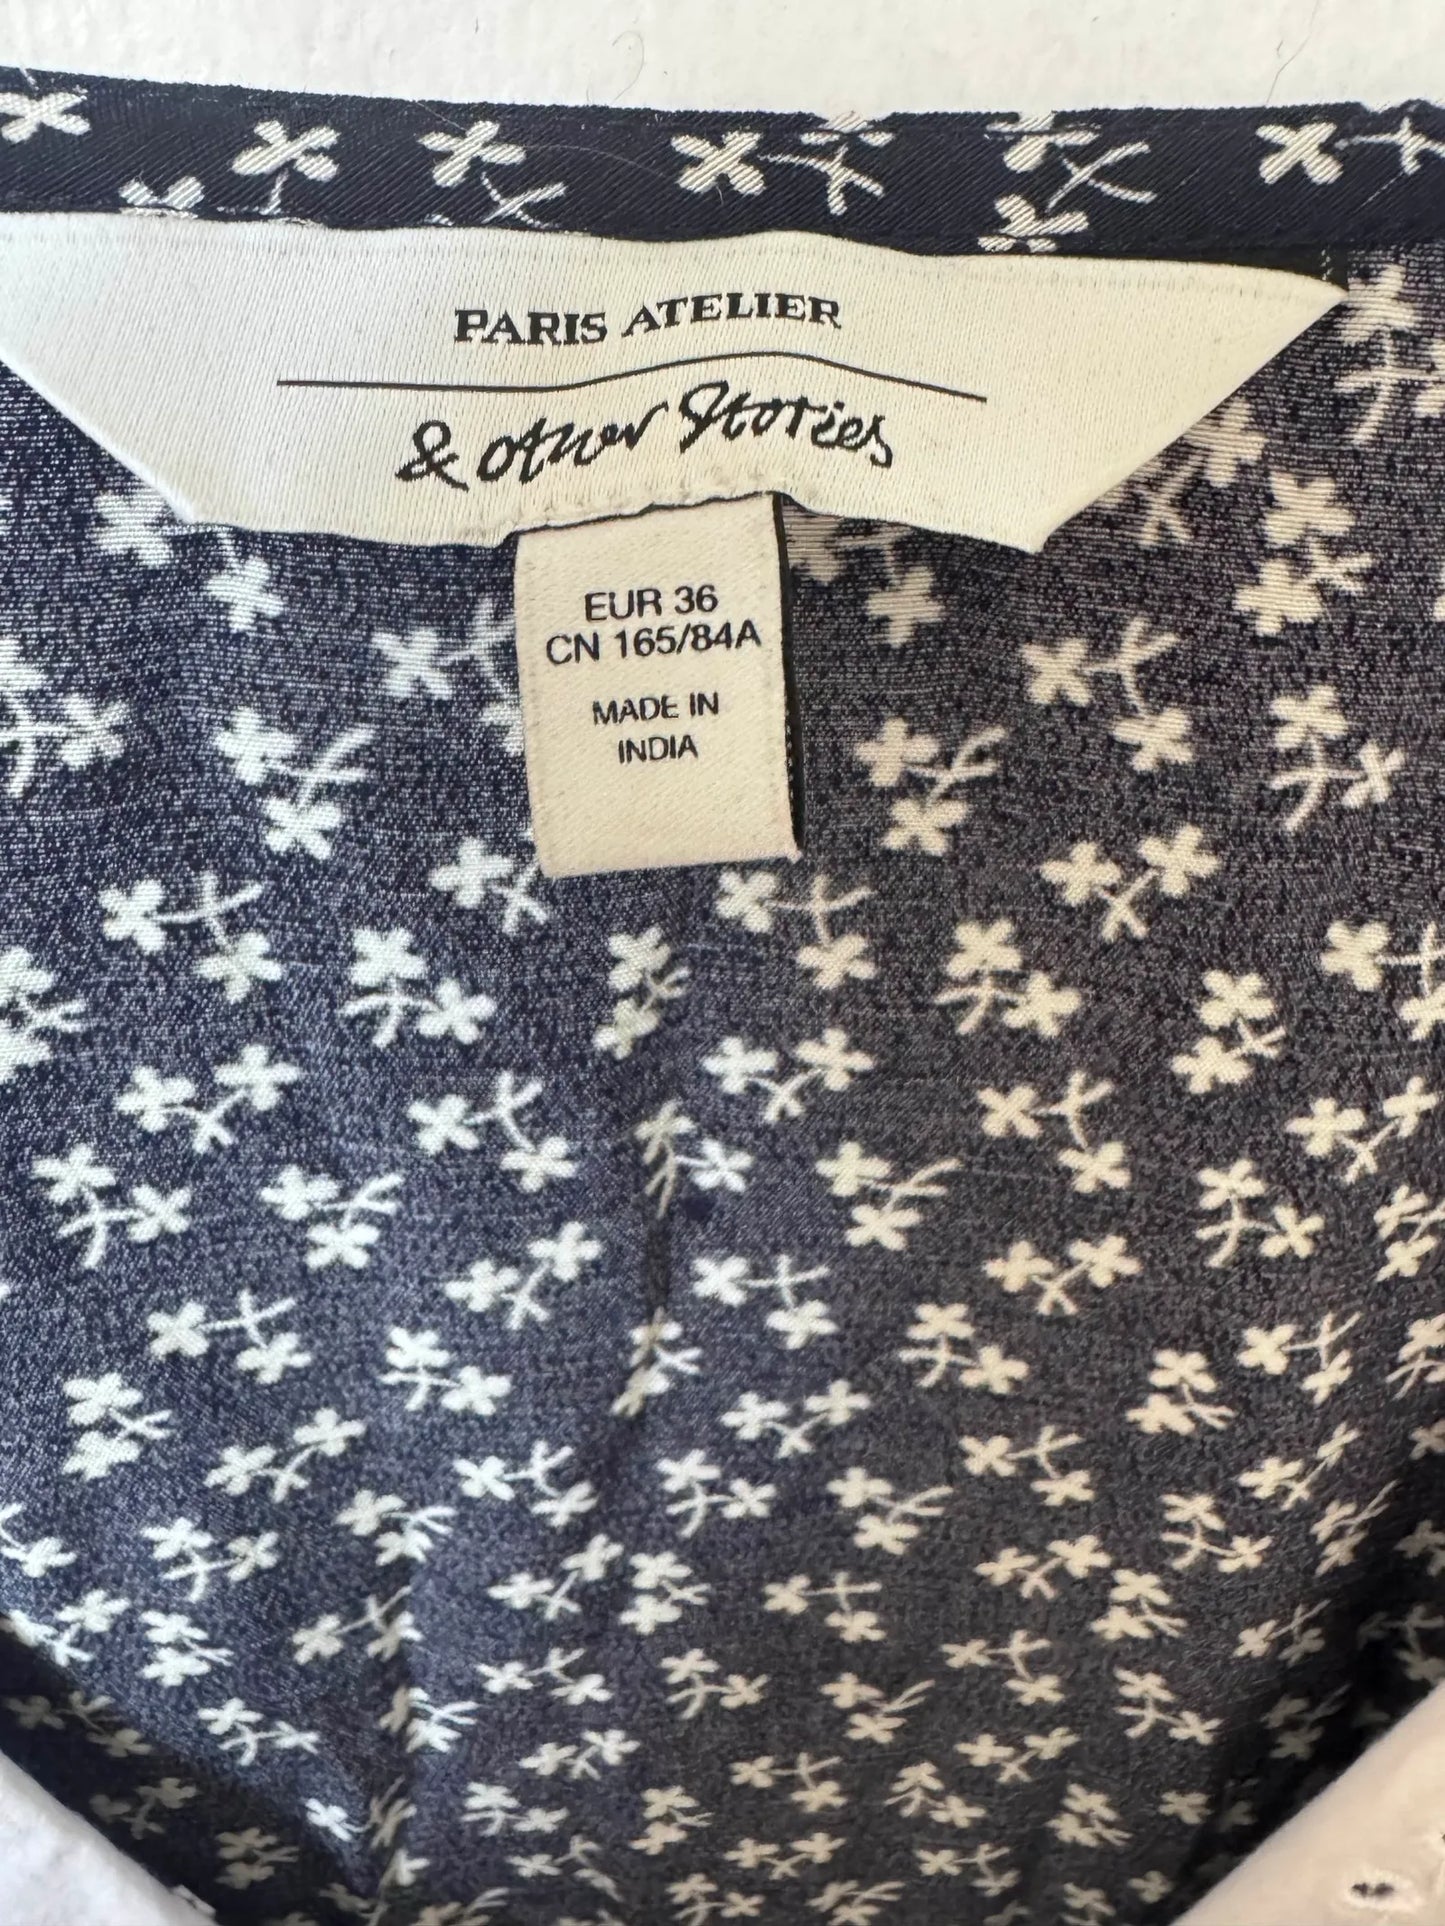 PARIS ATELIER
& other Stories
EUR 36
CN 165/84A
MADE IN
INDIA